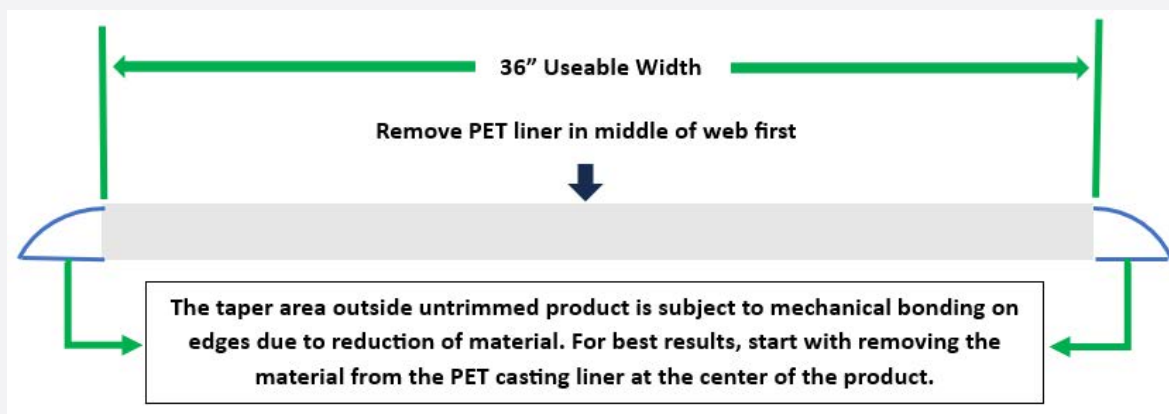 36” Useable Width
Remove PET liner in middle of web first
The taper area outside untrimmed product is subject to mechanical bonding on
edges due to reduction of material. For best results, start with removing the
material from the PET casting liner at the center of the product.